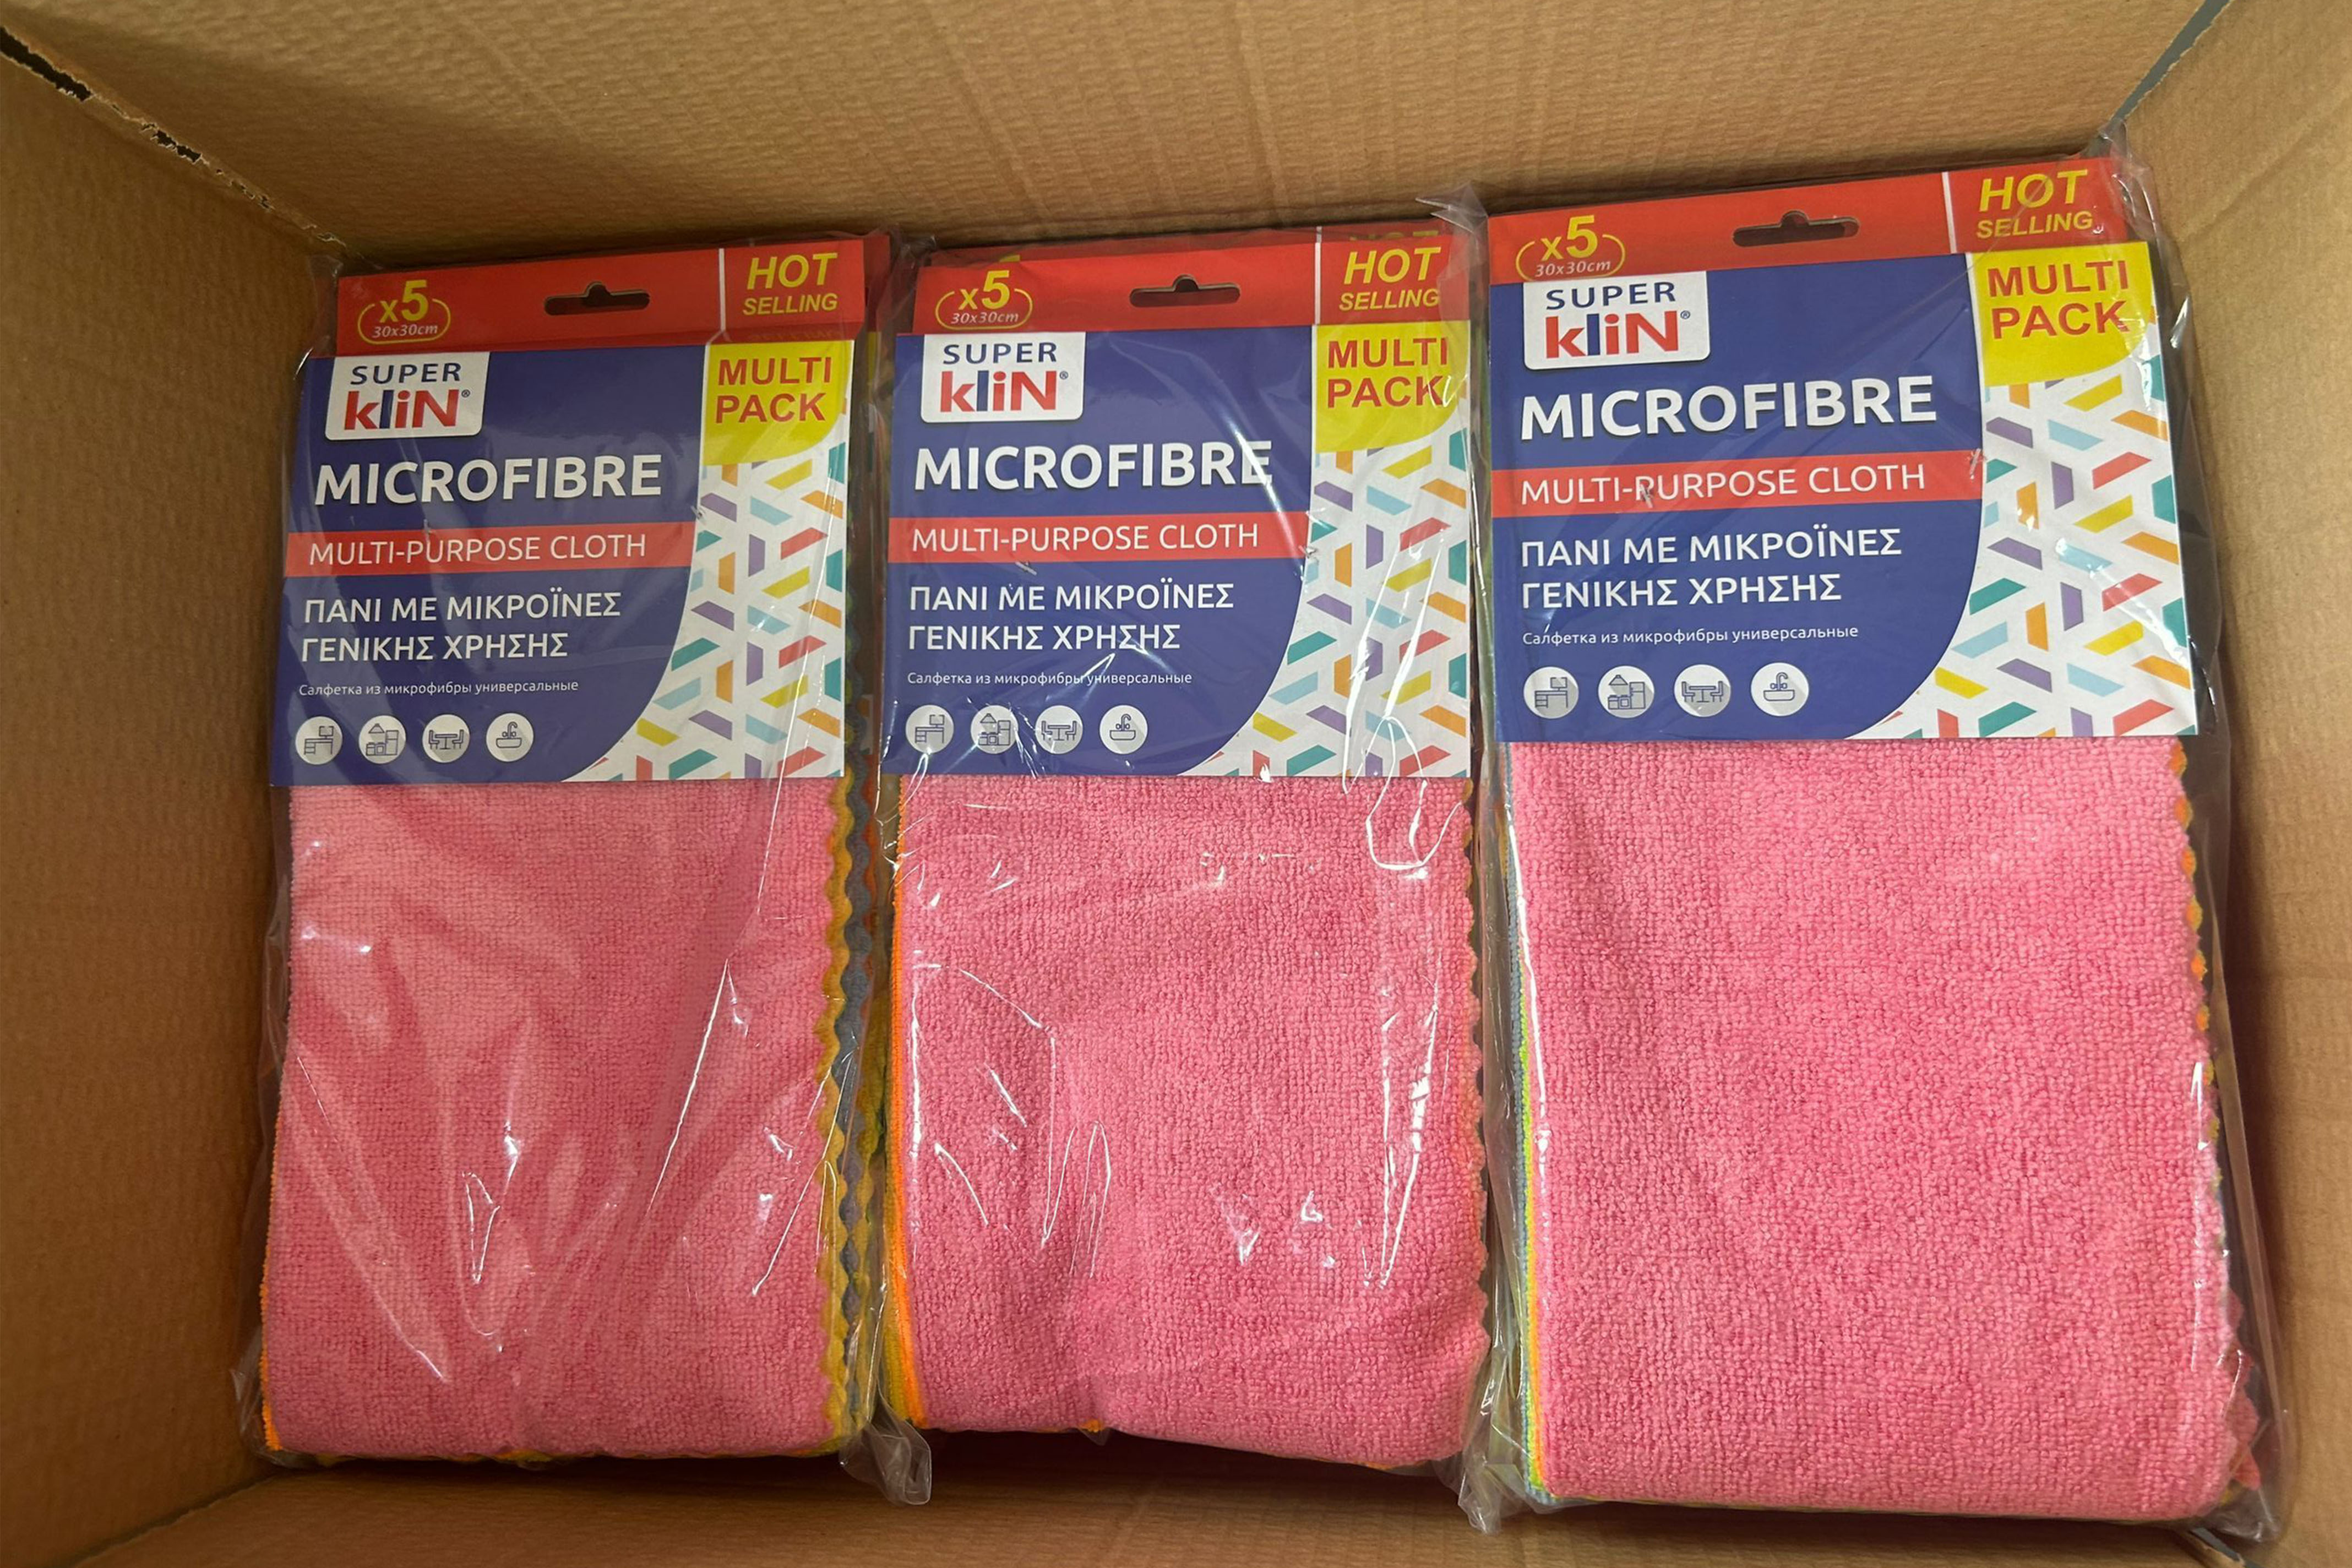 x5
30x30cm
HOT
SELLING
SUPER
kliN®
MULTI
PACK
MICROFIBRE
MULTI-PURPOSE CLOTH
ΠΑΝΙ ΜΕ ΜΙΚΡΟΪΝΕΣ
ΓΕΝΙΚΗΣ ΧΡΗΣΗΣ
Салфетка из микрофибры универсальные
x5
30x30cm
HOT
SELLING
SUPER
kliN®
MULTI
PACK
MICROFIBRE
MULTI-PURPOSE CLOTH
ΠΑΝΙ ΜΕ ΜΙΚΡΟΪΝΕΣ
ΓΕΝΙΚΗΣ ΧΡΗΣΗΣ
Салфетка из микрофибры универсальные
x5
30x30cm
HOT
SELLING
SUPER
kliN®
MULTI
PACK
MICROFIBRE
MULTI-PURPOSE CLOTH
ΠΑΝΙ ΜΕ ΜΙΚΡΟΪΝΕΣ
ΓΕΝΙΚΗΣ ΧΡΗΣΗΣ
Салфетка из микрофибры универсальные